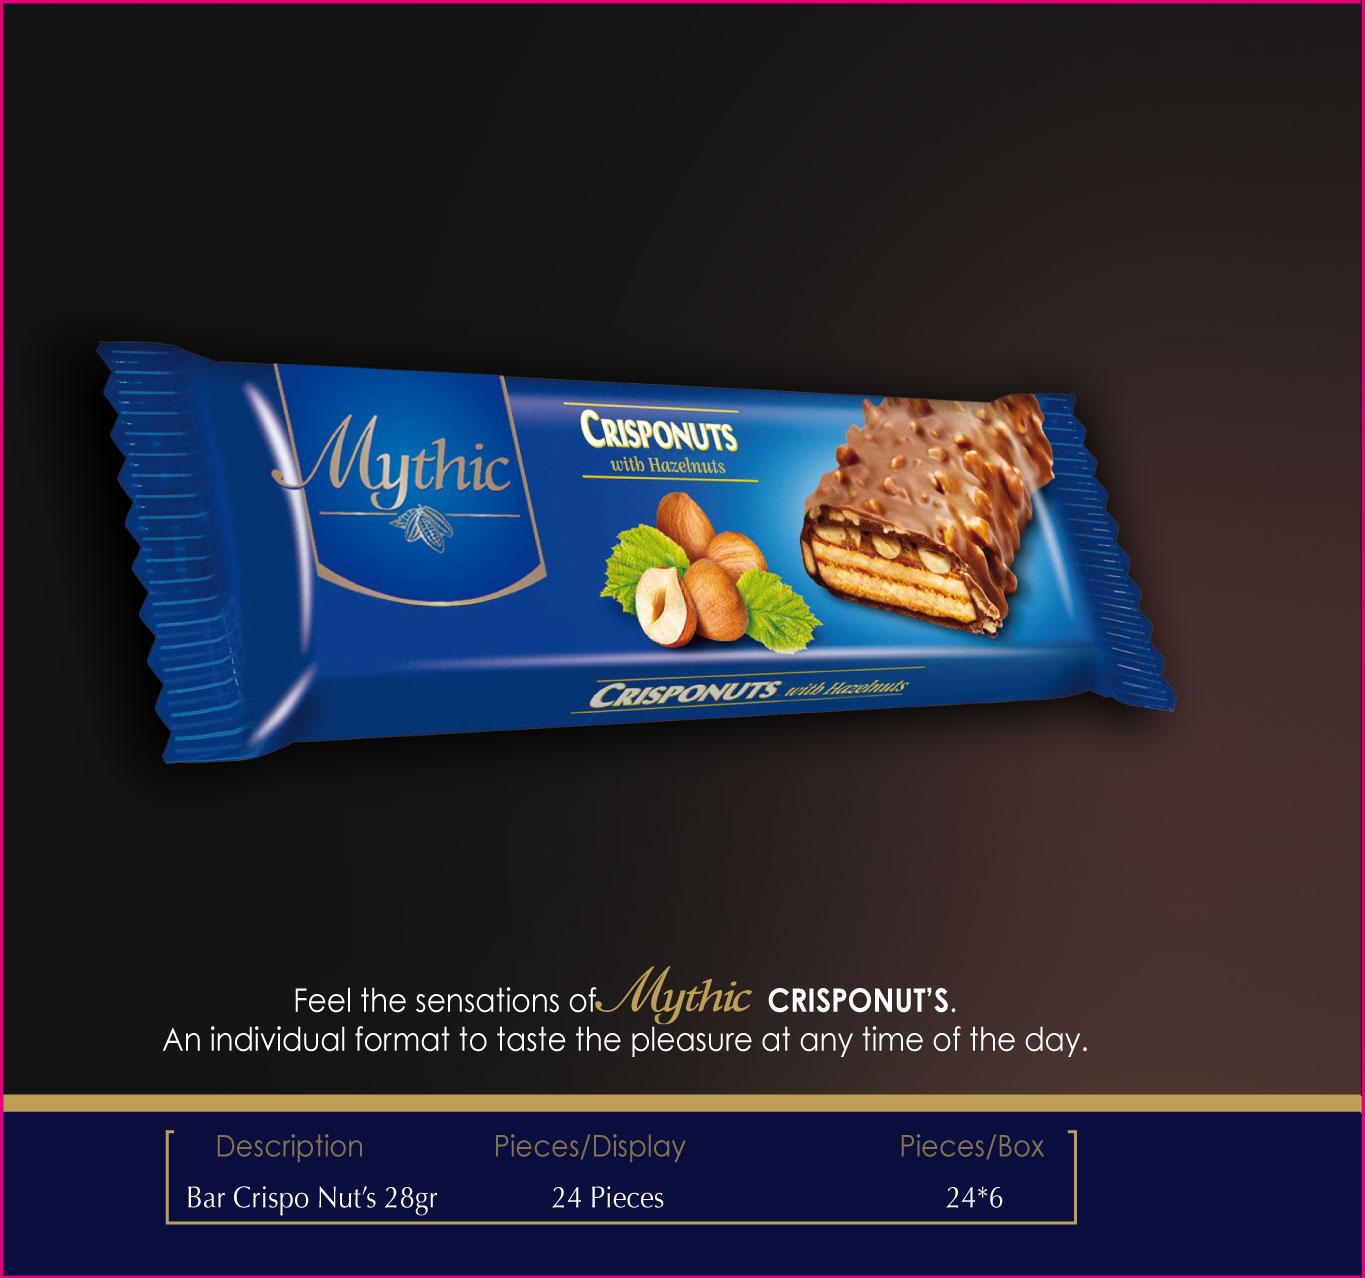 Mythic
CRISPONUTS
with Hazelnuts
CRISPONUTS with Hazelnuts
Feel the sensations of Mythic CRISPONUT'S.
An individual format to taste the pleasure at any time of the day.
Description Pieces/Display Pieces/Box
Bar Crispo Nut's 28gr 24 Pieces 24*6